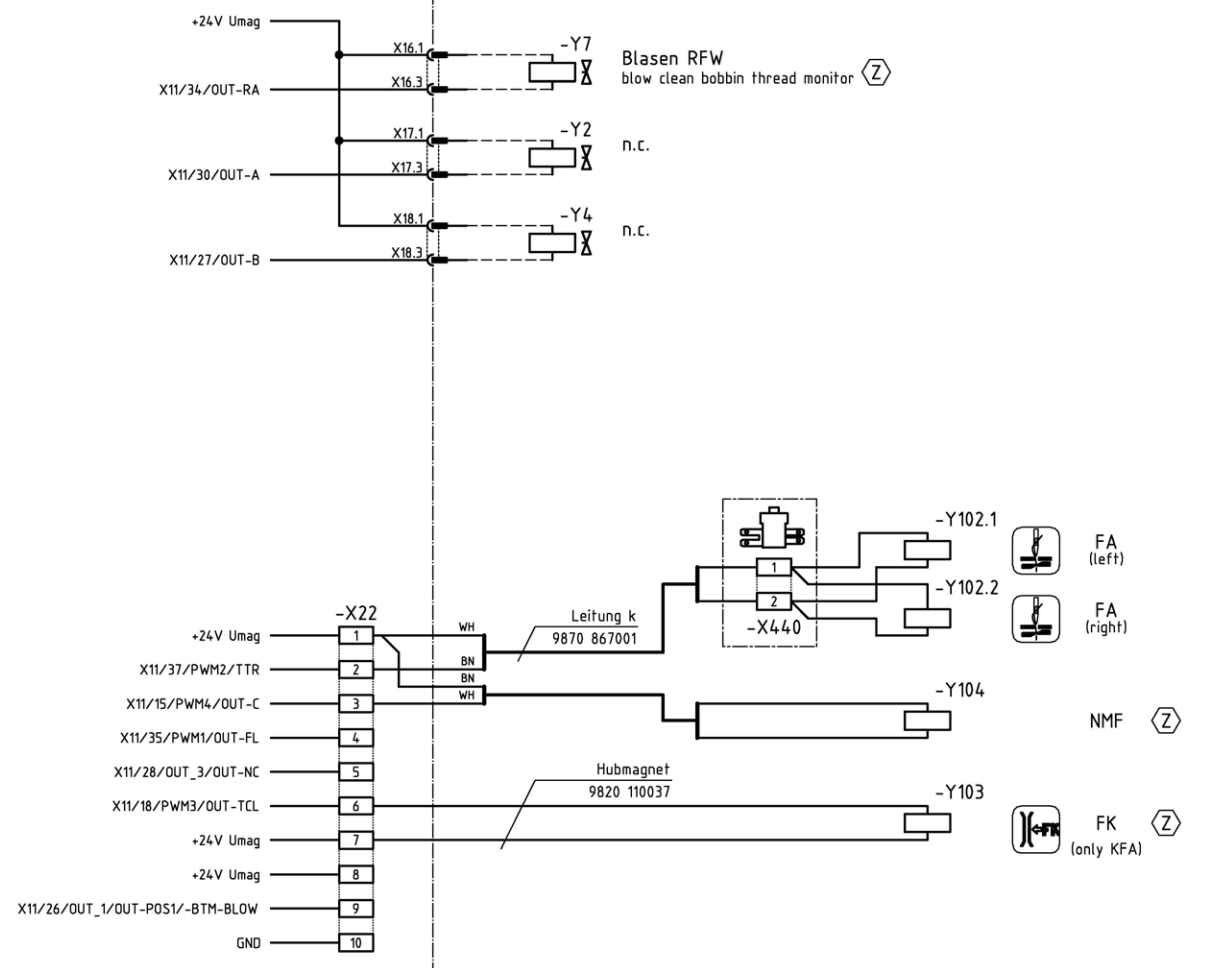 +24V Umag
X16.1
-Y7
Blasen RFW
blow clean bobbin thread monitor Z
X11/34/OUT-RA
X16.3
X17.1
-Y2
n.c.
X11/30/OUT-A
X17.3
X18.1
-Y4
n.c.
X11/27/OUT-B
X18.3
-Y102.1
FA
(left)
1
2
-X440
-Y102.2
FA
(right)
-X22
Leitung k
9870 867001
+24V Umag
1
WH
X11/37/PWM2/TTR
2
BN
BN
WH
X11/15/PWM4/OUT-C
3
-Y104
NMF Z
X11/35/PWM1/OUT-FL
4
X11/28/OUT_3/OUT-NC
5
Hubmagnet
9820 110037
X11/18/PWM3/OUT-TCL
6
-Y103
FK
FK Z
(only KFA)
+24V Umag
7
+24V Umag
8
X11/26/OUT_1/OUT-POS1/-BTM-BLOW
9
GND
10